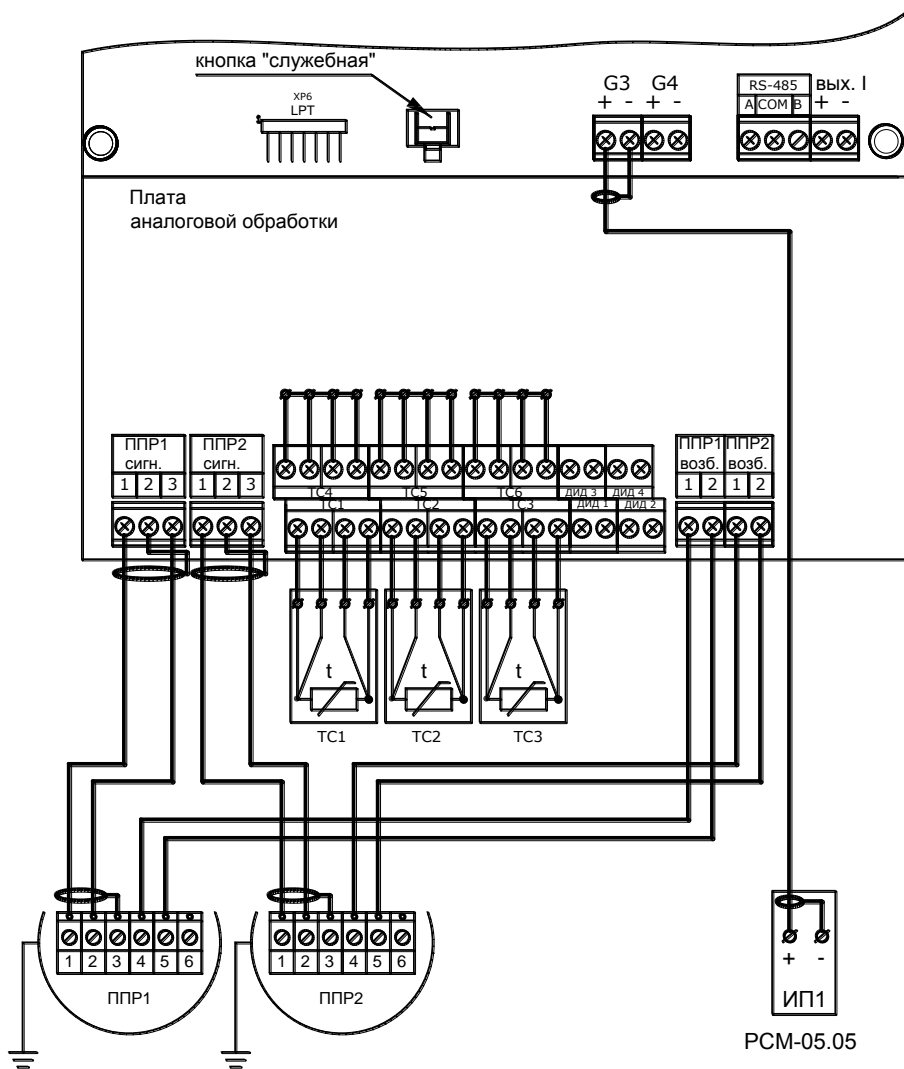 кнопка "служебная"
XP6
LPT
G3 G4
+ - + -
RS-485 вых. I
A COM B + -
Плата
аналоговой обработки
ППР1 ППР2
сигн. сигн.
1 2 3 1 2 3
ТС4 ТС5 ТС6 ДИД 3 ДИД 4
ТС1 ТС2 ТС3 ДИД 1 ДИД 2
ППР1 ППР2
возб. возб.
1 2 1 2
t t t
ТС1 ТС2 ТС3
1 2 3 4 5 6
ППР1
1 2 3 4 5 6
ППР2
+ -
ИП1
РСМ-05.05